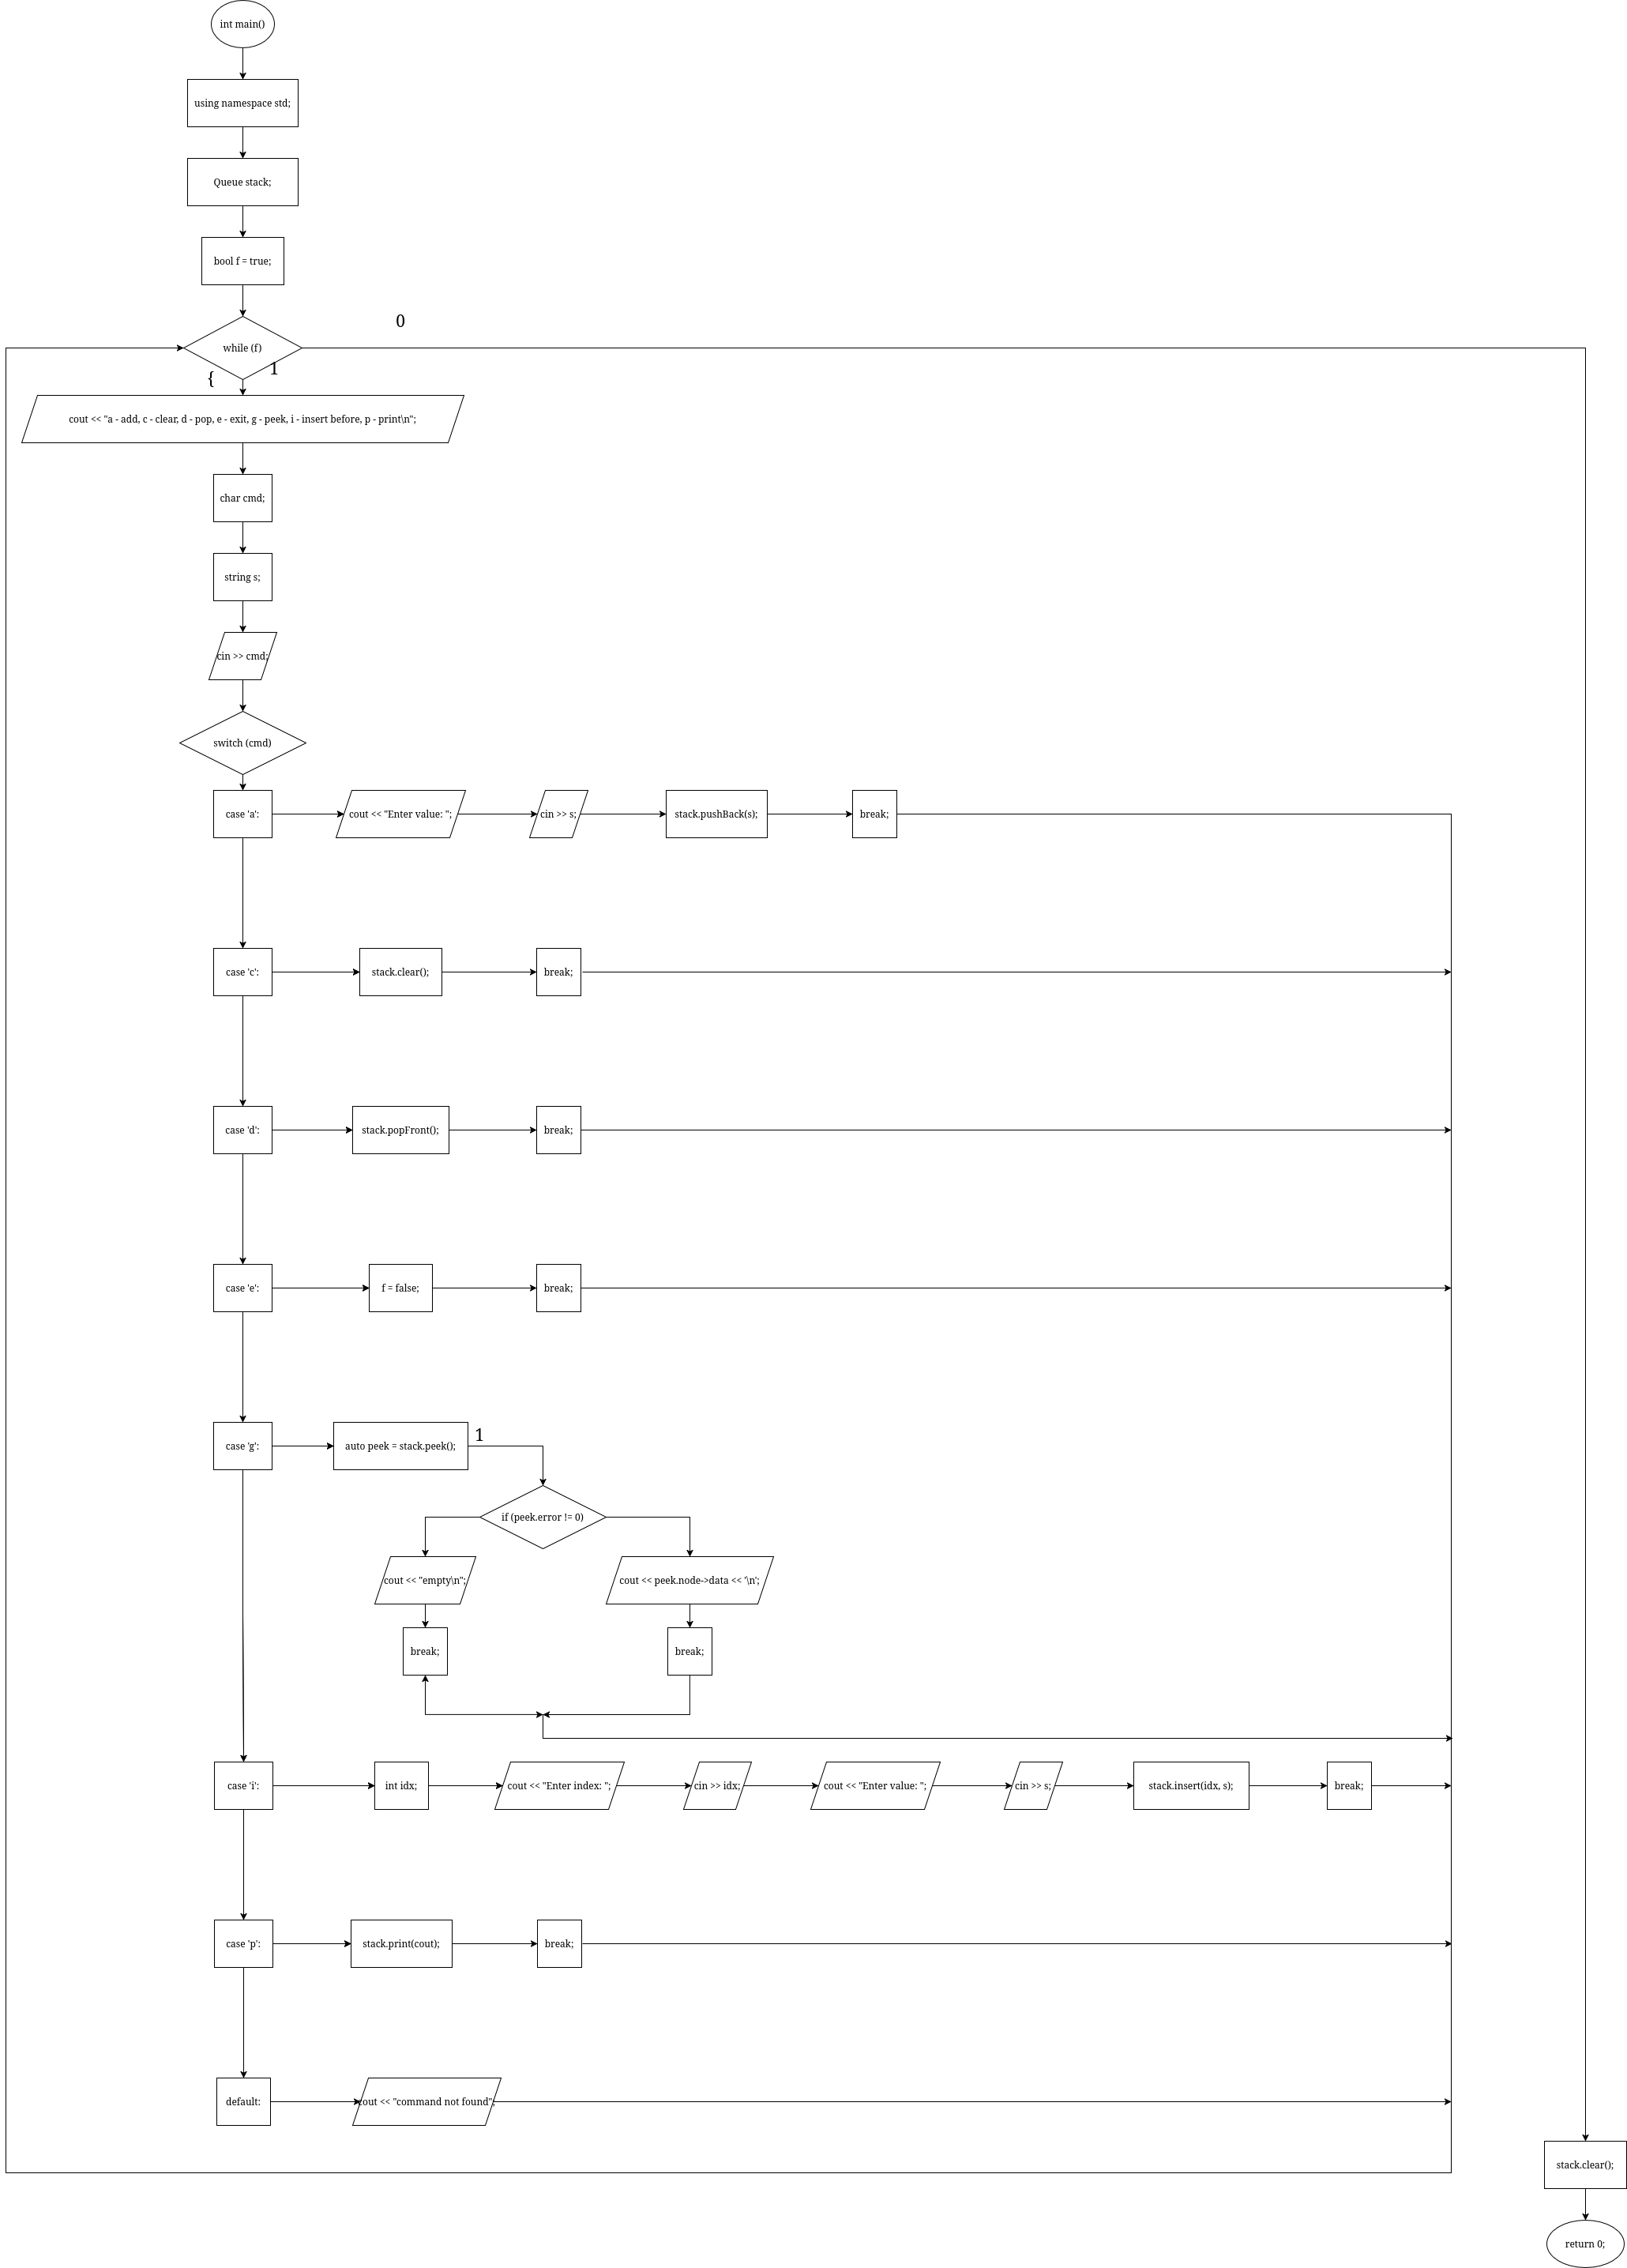 int main()
using namespace std;
Queue stack;
bool f = true;
0
while (f)
1
{
cout << "a - add, c - clear, d - pop, e - exit, g - peek, i - insert before, p - print\n";
char cmd;
string s;
cin >> cmd;
switch (cmd)
case 'a':
cout << "Enter value: ";
cin >> s;
stack.pushBack(s);
break;
case 'c':
stack.clear();
break;
case 'd':
stack.popFront();
break;
case 'e':
f = false;
break;
case 'g':
auto peek = stack.peek();
1
if (peek.error != 0)
cout << "empty\n";
cout << peek.node->data << '\n';
break;
break;
case 'i':
int idx;
cout << "Enter index: ";
cin >> idx;
cout << "Enter value: ";
cin >> s;
stack.insert(idx, s);
break;
case 'p':
stack.print(cout);
break;
default:
cout << "command not found";
stack.clear();
return 0;